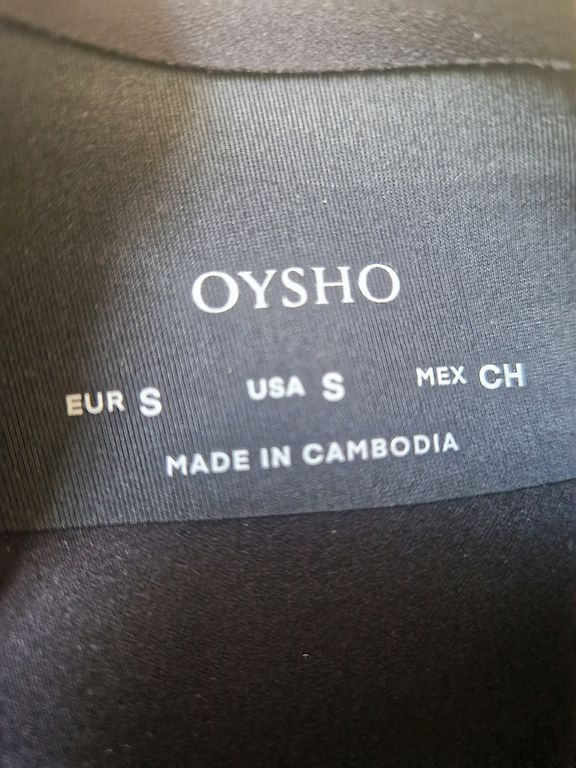 OYSHO
EUR S USA S MEX CH
MADE IN CAMBODIA